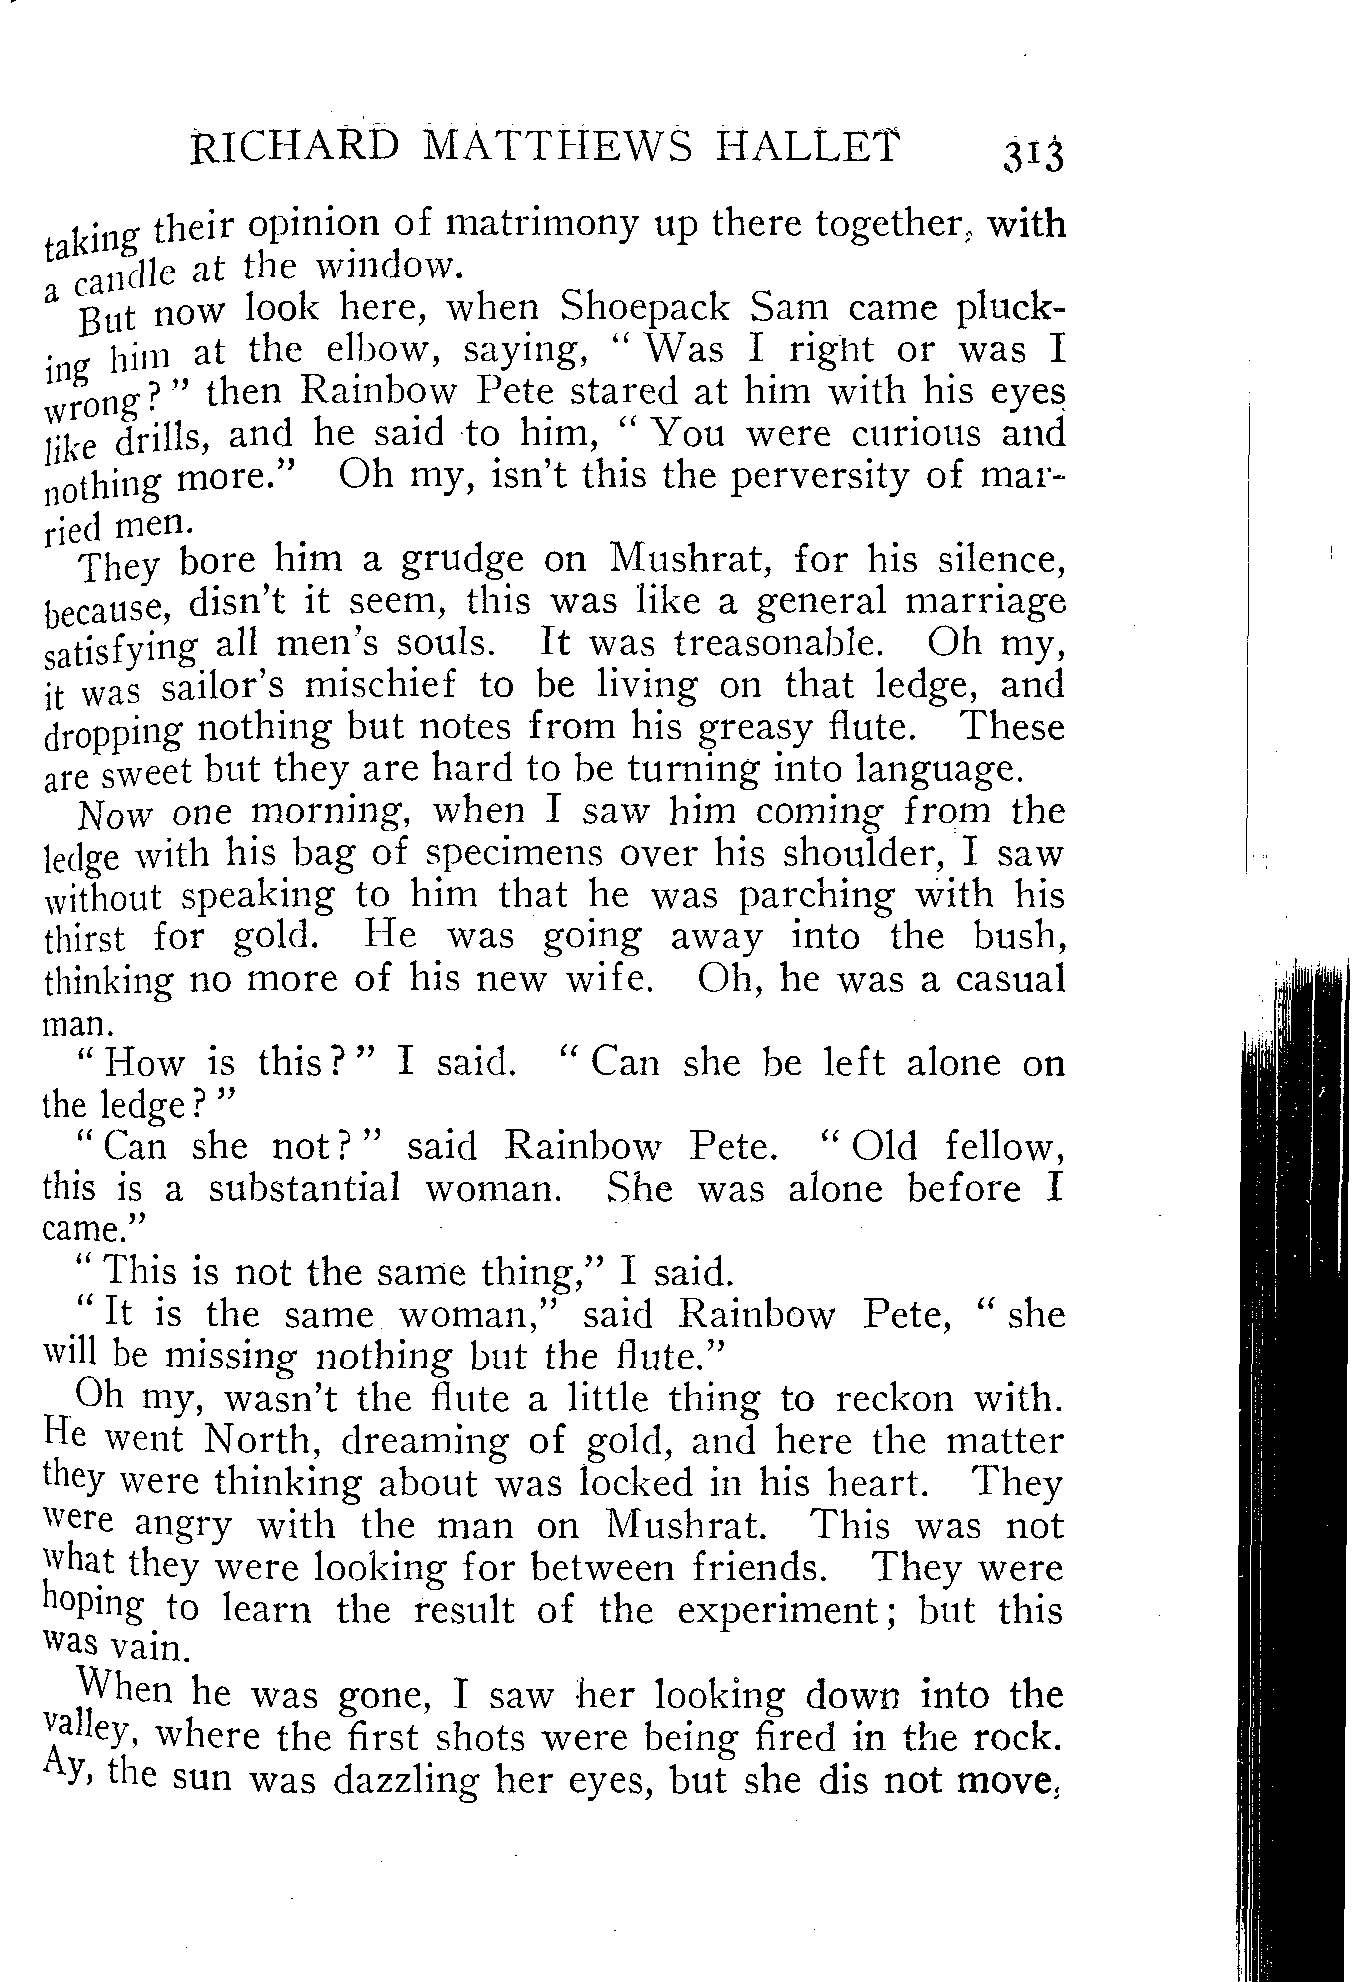 RICHARD MATTHEWS HALLET 313
taking their opinion of matrimony up there together, with
a candle at the window.
But now look here, when Shoepack Sam came pluck-
ing him at the elbow, saying, “ Was I right or was I
wrong? ” then Rainbow Pete stared at him with his eyes
like drills, and he said to him, “ You were curious and
nothing more.” Oh my, isn’t this the perversity of mar-
ried men.
They bore him a grudge on Mushrat, for his silence,
because, disn’t it seem, this was like a general marriage
satisfying all men’s souls. It was treasonable. Oh my,
it was sailor’s mischief to be living on that ledge, and
dropping nothing but notes from his greasy flute. These
are sweet but they are hard to be turning into language.
Now one morning, when I saw him coming from the
ledge with his bag of specimens over his shoulder, I saw
without speaking to him that he was parching with his
thirst for gold. He was going away into the bush,
thinking no more of his new wife. Oh, he was a casual
man.
“ How is this? ” I said. “ Can she be left alone on
the ledge? ”
“ Can she not? ” said Rainbow Pete. “ Old fellow,
this is a substantial woman. She was alone before I
came.”
“ This is not the same thing,” I said.
“ It is the same woman,” said Rainbow Pete, “ she
will be missing nothing but the flute.”
Oh my, wasn’t the flute a little thing to reckon with.
He went North, dreaming of gold, and here the matter
they were thinking about was locked in his heart. They
were angry with the man on Mushrat. This was not
what they were looking for between friends. They were
hoping to learn the result of the experiment; but this
was vain.
When he was gone, I saw her looking down into the
valley, where the first shots were being fired in the rock.
Ay, the sun was dazzling her eyes, but she dis not move,